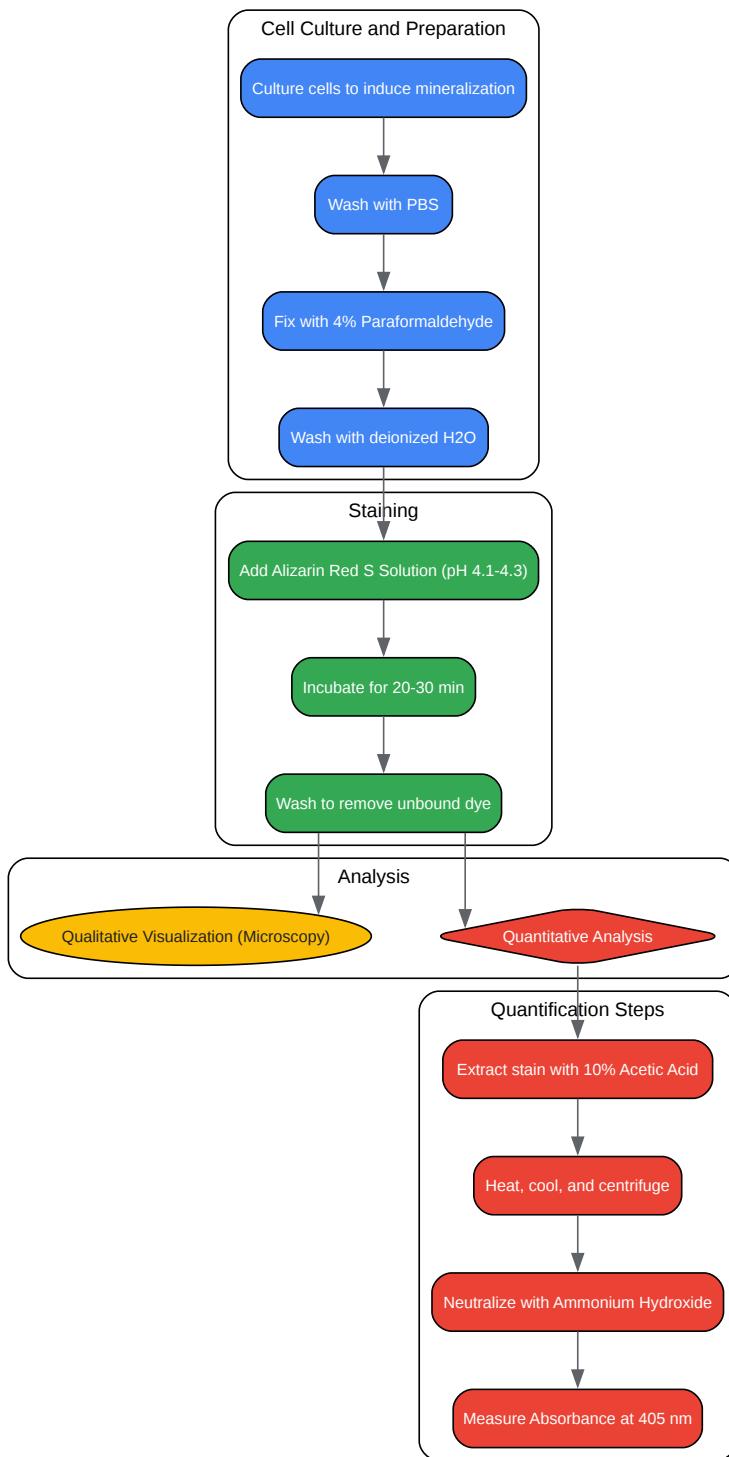 Cell Culture and Preparation
Culture cells to induce mineralization
Wash with PBS
Fix with 4% Paraformaldehyde
Wash with deionized H2O
Staining
Add Alizarin Red S Solution (pH 4.1-4.3)
Incubate for 20-30 min
Wash to remove unbound dye
Analysis
Qualitative Visualization (Microscopy)
Quantitative Analysis
Quantification Steps
Extract stain with 10% Acetic Acid
Heat, cool, and centrifuge
Neutralize with Ammonium Hydroxide
Measure Absorbance at 405 nm